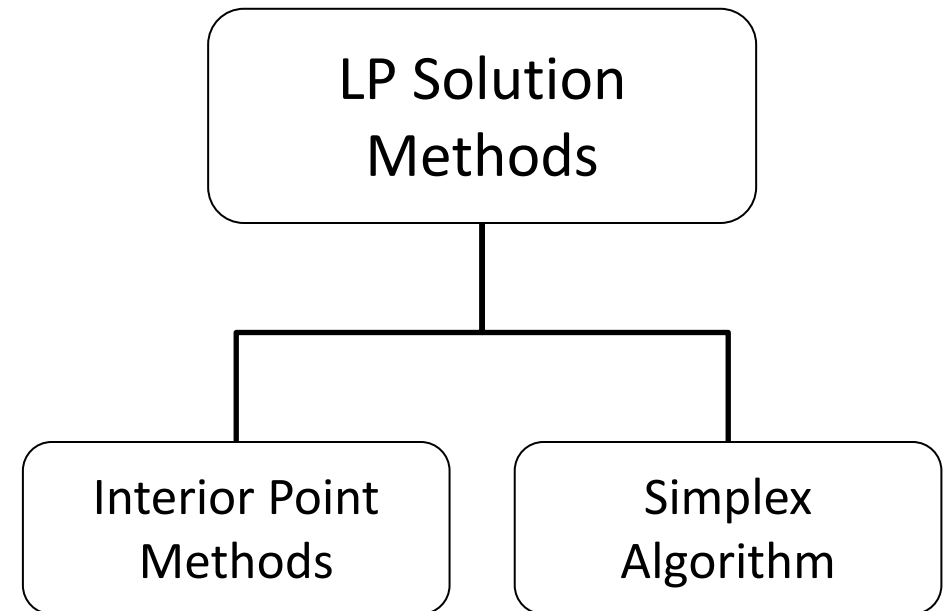 LP Solution
Methods
Interior Point
Methods
Simplex
Algorithm